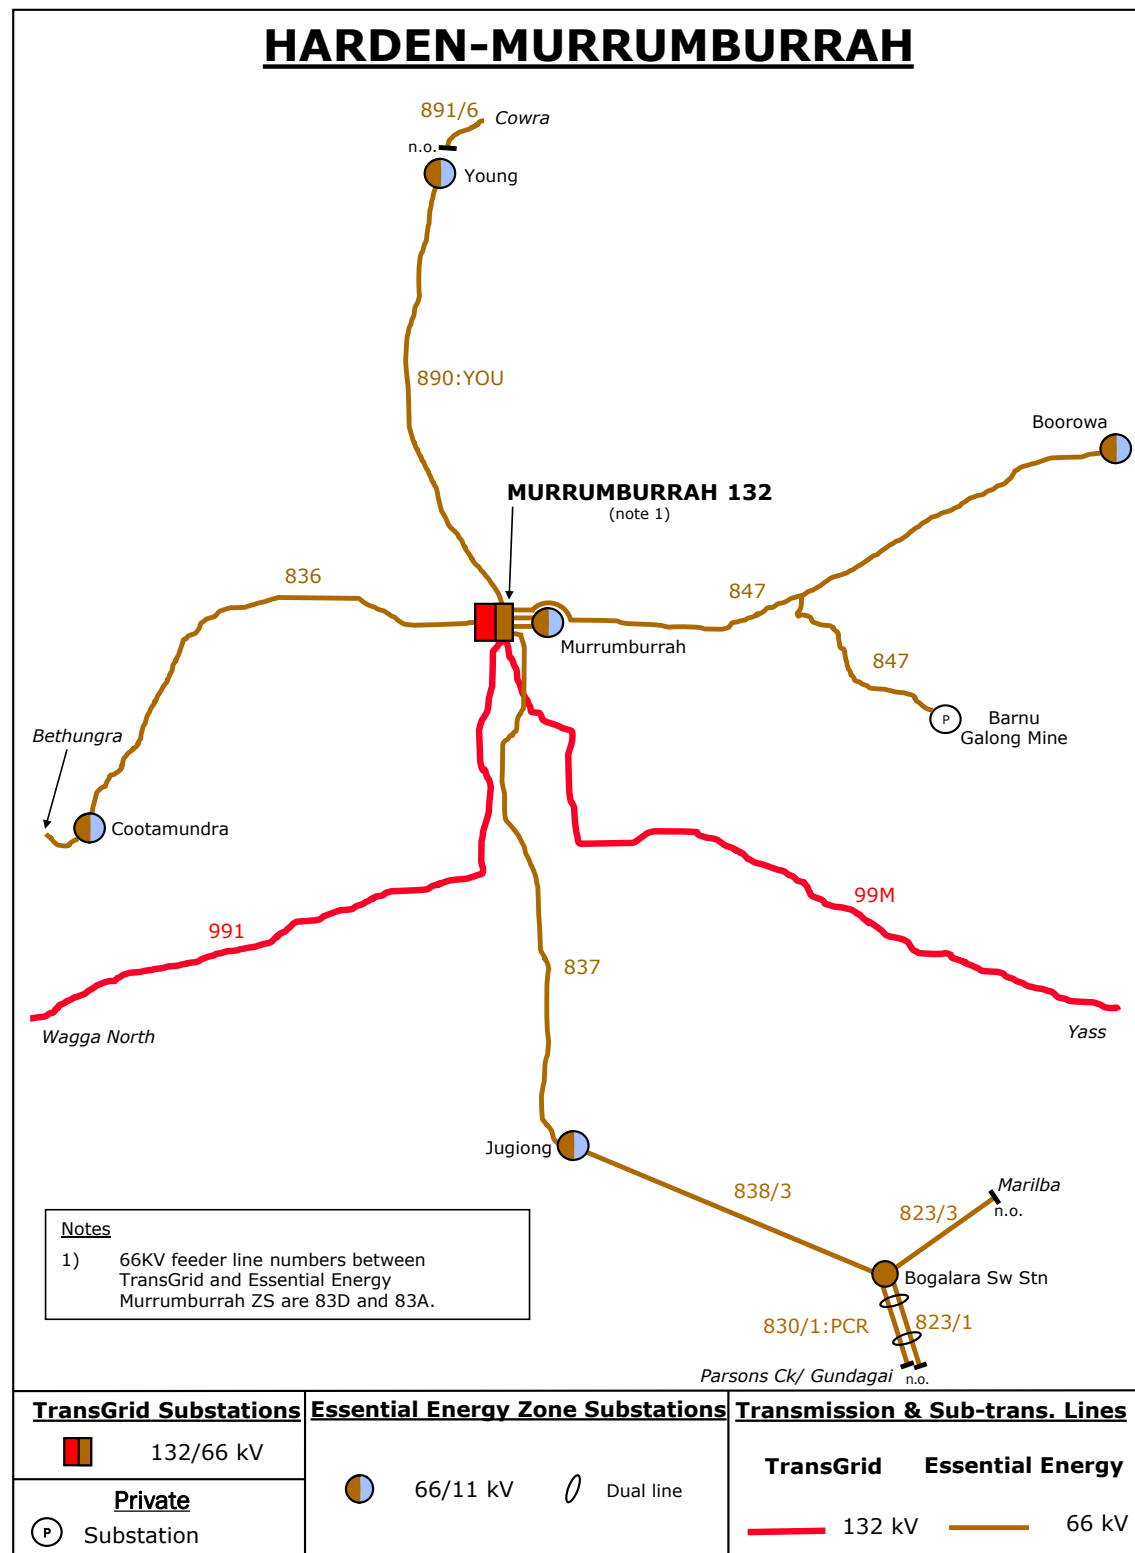 HARDEN-MURRUMBURRAH
891/6
Cowra
n.o.
Young
890:YOU
Boorowa
MURRUMBURRAH 132
(note 1)
836
847
Murrumburrah
847
Bethungra
P
Barnu
Galong Mine
Cootamundra
99M
991
837
Wagga North
Yass
Jugiong
838/3
Marilba
823/3
n.o.
Notes
1) 66KV feeder line numbers between
TransGrid and Essential Energy
Murrumburrah ZS are 83D and 83A.
Bogalara Sw Stn
830/1:PCR
823/1
Parsons Ck/ Gundagai
n.o.
TransGrid Substations
132/66 kV
Private
P
Substation
Essential Energy Zone Substations
66/11 kV
Dual line
Transmission & Sub-trans. Lines
TransGrid
Essential Energy
132 kV
66 kV